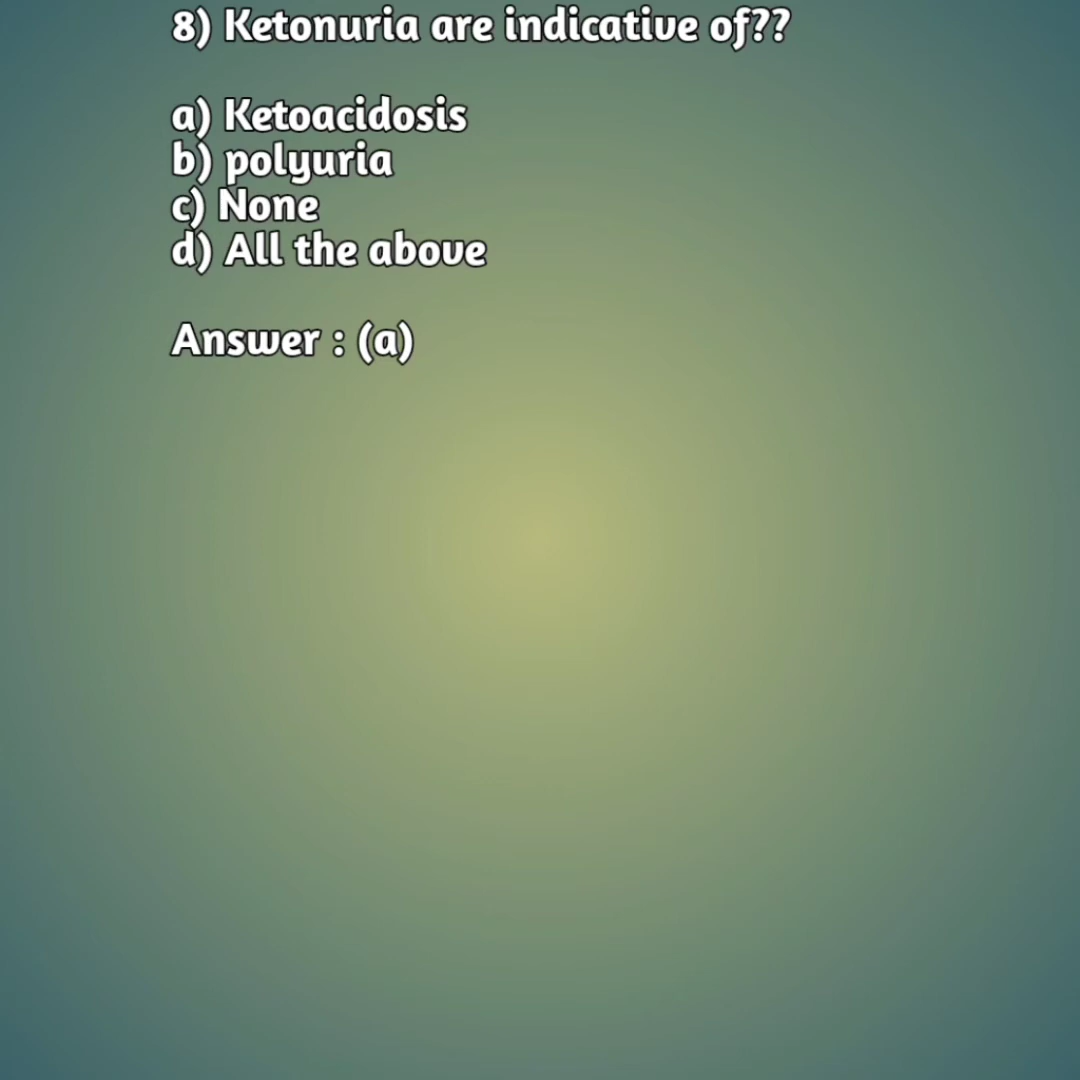 8) Ketonuria are indicative of??
a) Ketoacidosis
b) polyuria
c) None
d) All the above
Answer : (a)